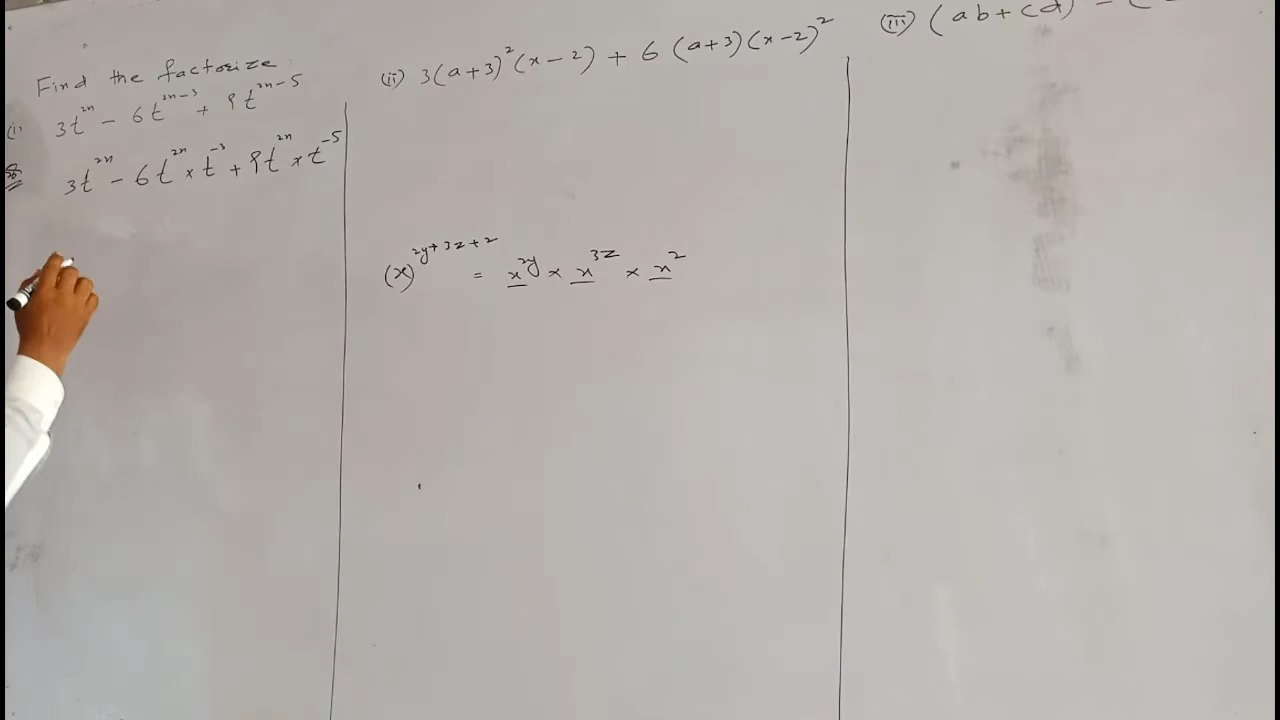 Find the factorize
(i) 3t^{2n} - 6t^{2n-3} + 9t^{2n-5}
3t^{2n} - 6t^{2n} × t^{-3} + 9t^{2n} × t^{-5}
(ii) 3(a+3)^2(x-2) + 6(a+3)(x-2)^2
(x)^{2y+3z+2} = x^{2y} × x^{3z} × x^2
(iii) (ab+cd) - (